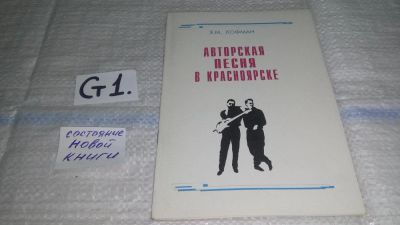 G1.
состояние
новой
книги
Я.М. КОФМАН
АВТОРСКАЯ
ПЕСНЯ
В КРАСНОЯРСКЕ